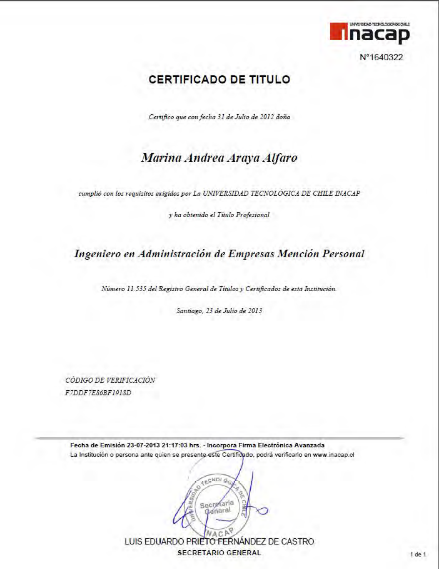 UNIVERSIDAD TECNOLÓGICA DE CHILE
inacap
N°1640322
CERTIFICADO DE TITULO
Certifico que con fecha 31 de Julio de 2012 doña
Marina Andrea Araya Alfaro
cumplió con los requisitos exigidos por La UNIVERSIDAD TECNOLÓGICA DE CHILE INACAP
y ha obtenido el Título Profesional
Ingeniero en Administración de Empresas Mención Personal
Número 11.535 del Registro General de Títulos y Certificados de esta Institución.
Santiago, 23 de Julio de 2013
CÓDIGO DE VERIFICACIÓN
F7DDF7E86BF1918D
Fecha de Emisión 23-07-2013 21:17:03 hrs. - Incorpora Firma Electrónica Avanzada
La Institución o persona ante quien se presente este Certificado, podrá verificarlo en www.inacap.cl
UNIVERSIDAD TECNOLOGICA DE CHILE
Secretario
General
INACAP
LUIS EDUARDO PRIETO FERNÁNDEZ DE CASTRO
SECRETARIO GENERAL
1 de 1